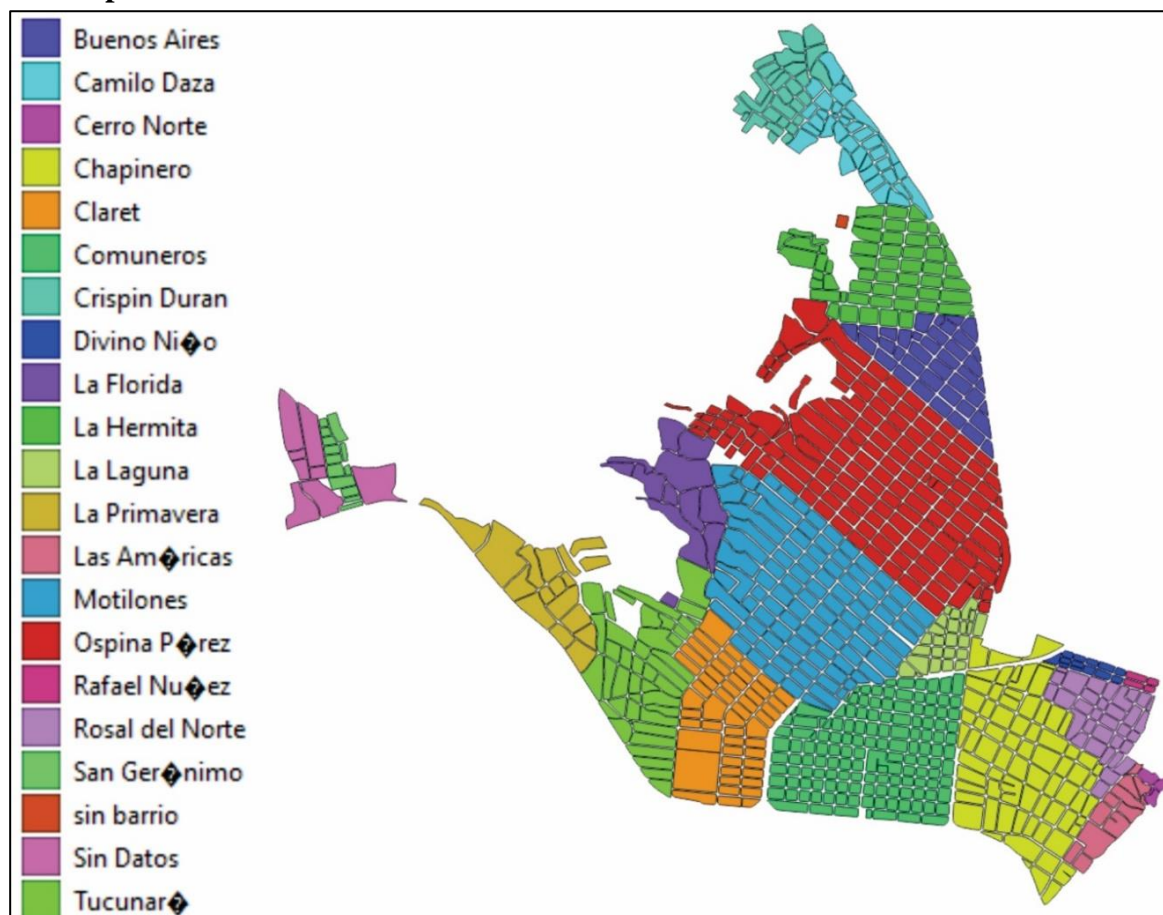 Buenos Aires
Camilo Daza
Cerro Norte
Chapinero
Claret
Comuneros
Crispin Duran
Divino Ni�o
La Florida
La Hermita
La Laguna
La Primavera
Las Am�ricas
Motilones
Ospina P�rez
Rafael Nu�ez
Rosal del Norte
San Ger�nimo
sin barrio
Sin Datos
Tucunar�